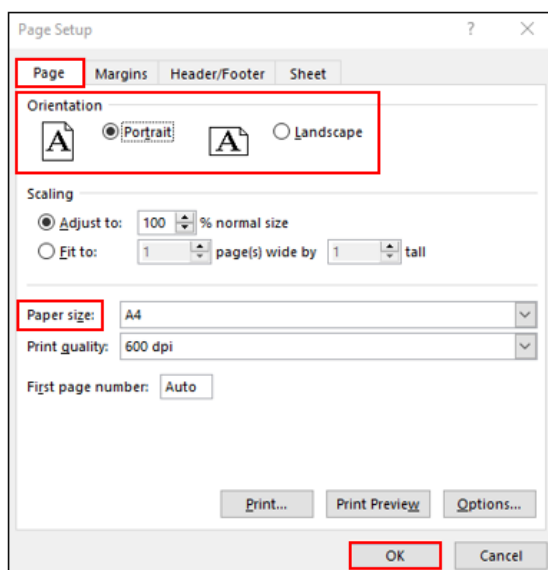 Page Setup ? ×
Page Margins Header/Footer Sheet
Orientation
A Portrait A Landscape
Scaling
Adjust to: 100 % normal size
Fit to: 1 page(s) wide by 1 tall
Paper size: A4
Print quality: 600 dpi
First page number: Auto
Print... Print Preview Options...
OK Cancel